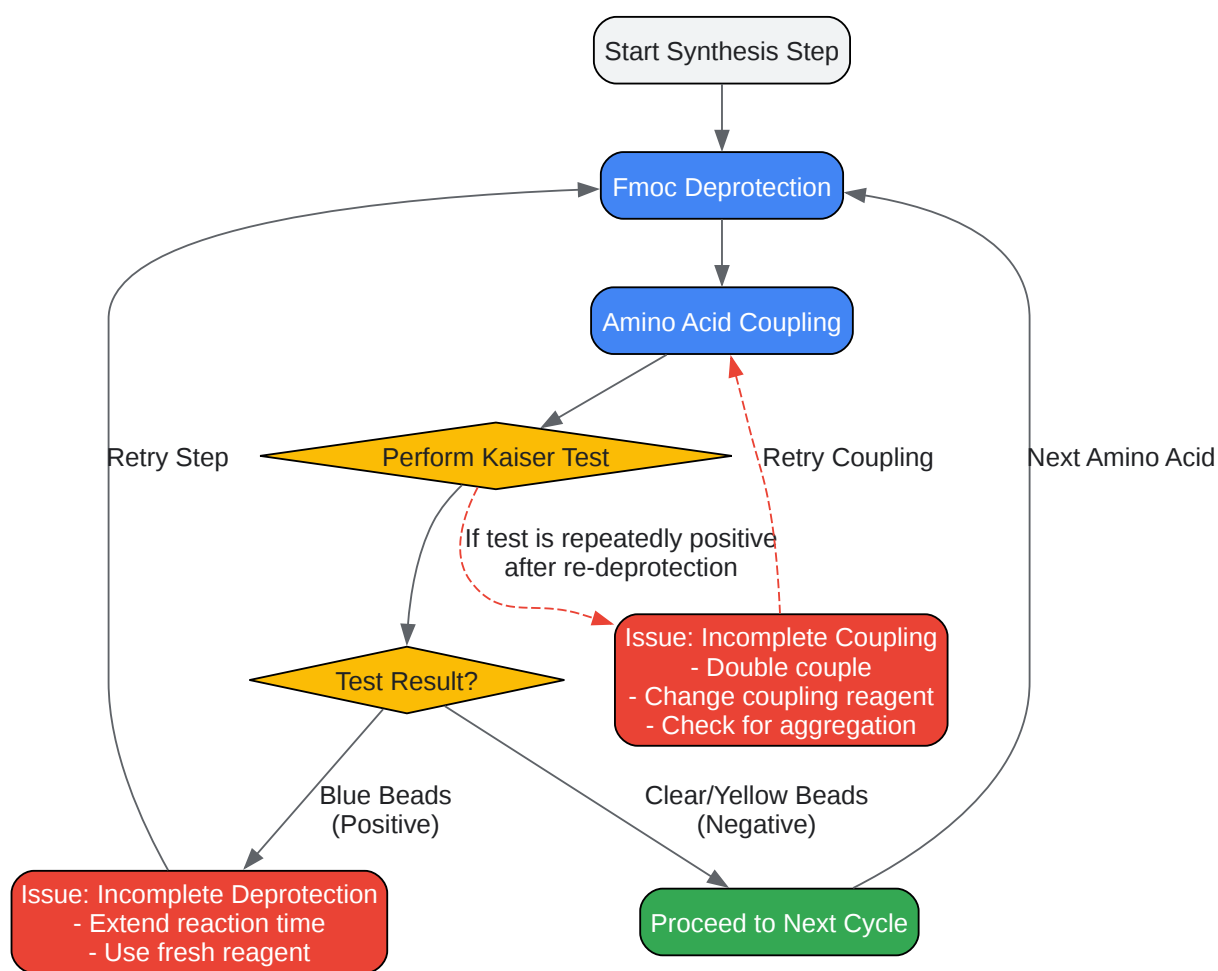 Start Synthesis Step
Fmoc Deprotection
Amino Acid Coupling
Perform Kaiser Test
Retry Step
Retry Coupling
Next Amino Acid
If test is repeatedly positive
after re-deprotection
Issue: Incomplete Coupling
- Double couple
- Change coupling reagent
- Check for aggregation
Test Result?
Blue Beads
(Positive)
Clear/Yellow Beads
(Negative)
Issue: Incomplete Deprotection
- Extend reaction time
- Use fresh reagent
Proceed to Next Cycle